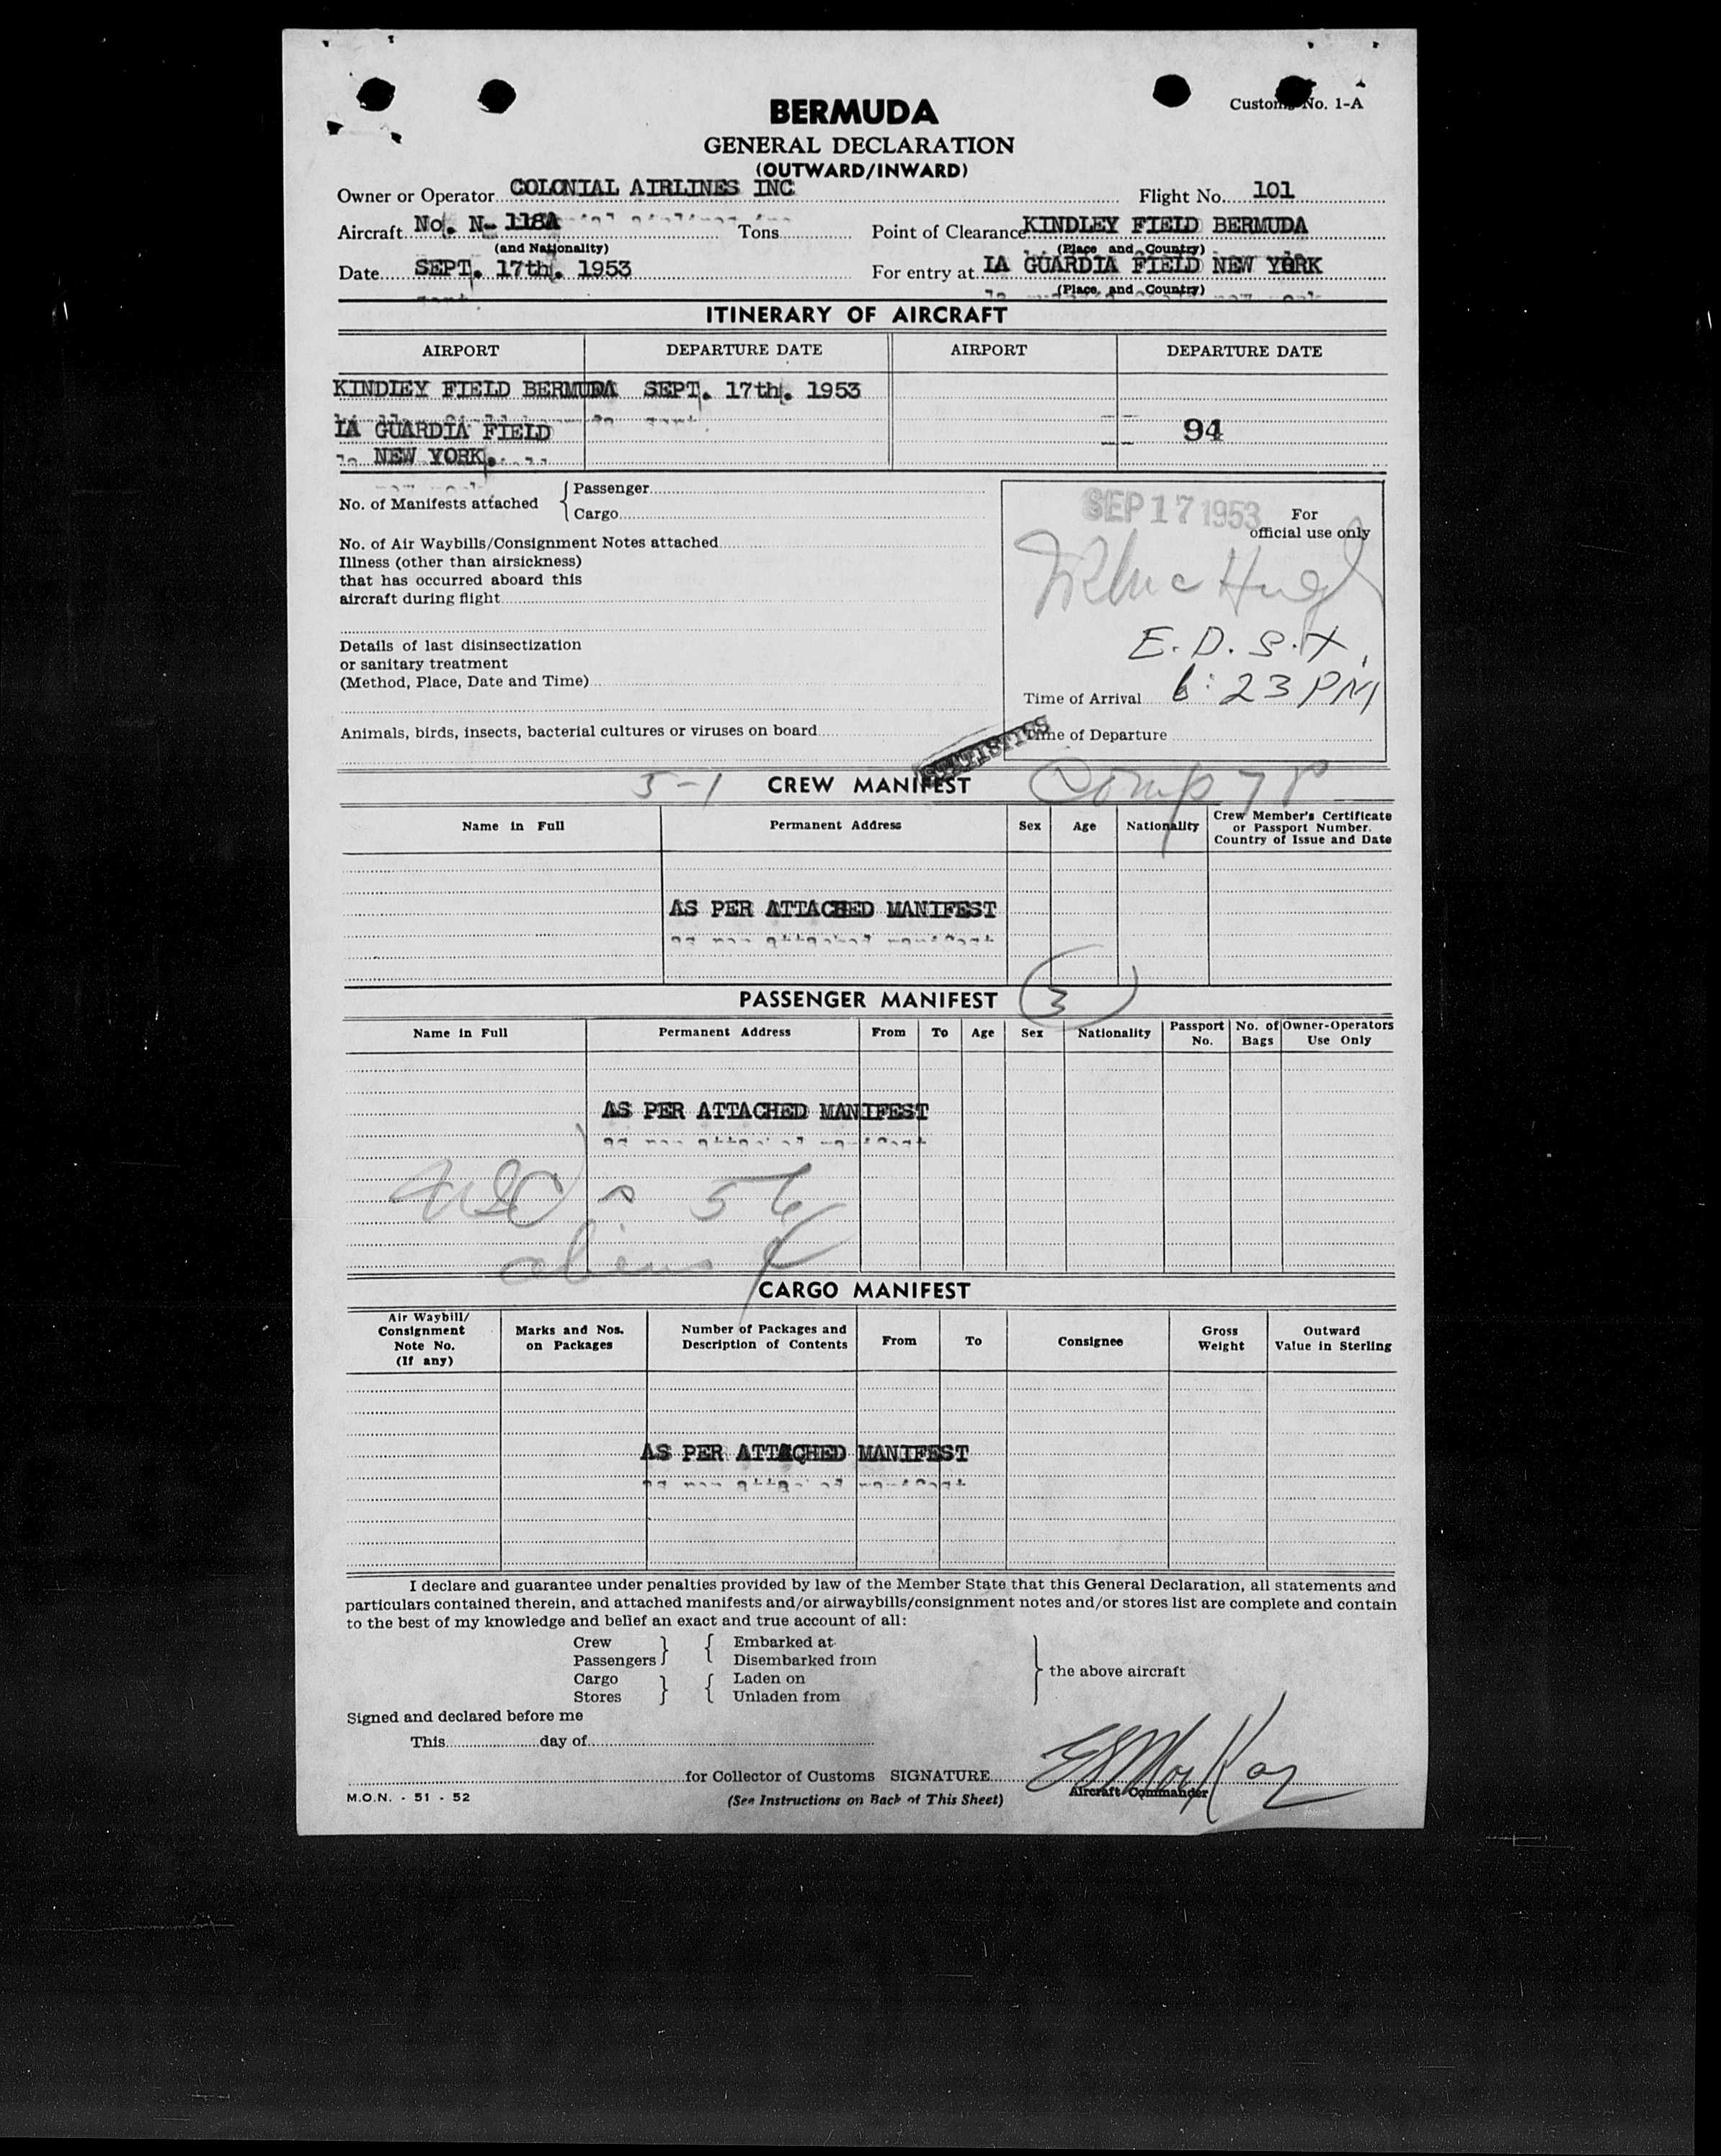 Customs No. 1-A
BERMUDA
GENERAL DECLARATION
(OUTWARD/INWARD)
Owner or Operator COLONIAL AIRLINES INC Flight No. 101
Aircraft No. N- 118A Tons Point of Clearance KINDLEY FIELD BERMUDA
(and Nationality) (Place and Country)
Date SEPT. 17th. 1953 For entry at LA GUARDIA FIELD NEW YORK
(Place and Country)
ITINERARY OF AIRCRAFT
AIRPORT DEPARTURE DATE AIRPORT DEPARTURE DATE
KINDLEY FIELD BERMUDA SEPT. 17th. 1953
LA GUARDIA FIELD 94
NEW YORK.
No. of Manifests attached { Passenger
Cargo
SEP 17 1953
For
official use only
No. of Air Waybills/Consignment Notes attached
Illness (other than airsickness)
that has occurred aboard this
aircraft during flight
Details of last disinsectization
or sanitary treatment
(Method, Place, Date and Time)
E.D.S.T.
Time of Arrival 6:23 PM
Animals, birds, insects, bacterial cultures or viruses on board
STATISTICS
Time of Departure
5-1 CREW MANIFEST Comp
Name in Full Permanent Address Sex Age Nationality Crew Member's Certificate
or Passport Number.
Country of Issue and Date
AS PER ATTACHED MANIFEST
PASSENGER MANIFEST 3
Name in Full Permanent Address From To Age Sex Nationality Passport No. No. of Bags Owner-Operators Use Only
AS PER ATTACHED MANIFEST
USC s 56
aliens
CARGO MANIFEST
Air Waybill/ Consignment Note No. (If any) Marks and Nos. on Packages Number of Packages and Description of Contents From To Consignee Gross Weight Outward Value in Sterling
AS PER ATTACHED MANIFEST
I declare and guarantee under penalties provided by law of the Member State that this General Declaration, all statements and
particulars contained therein, and attached manifests and/or airwaybills/consignment notes and/or stores list are complete and contain
to the best of my knowledge and belief an exact and true account of all:
Crew } { Embarked at
Passengers } { Disembarked from
Cargo } { Laden on } the above aircraft
Stores } { Unladen from
Signed and declared before me
This day of
for Collector of Customs SIGNATURE
Aircraft Commander
M.O.N. - 51 - 52 (See Instructions on Back of This Sheet)